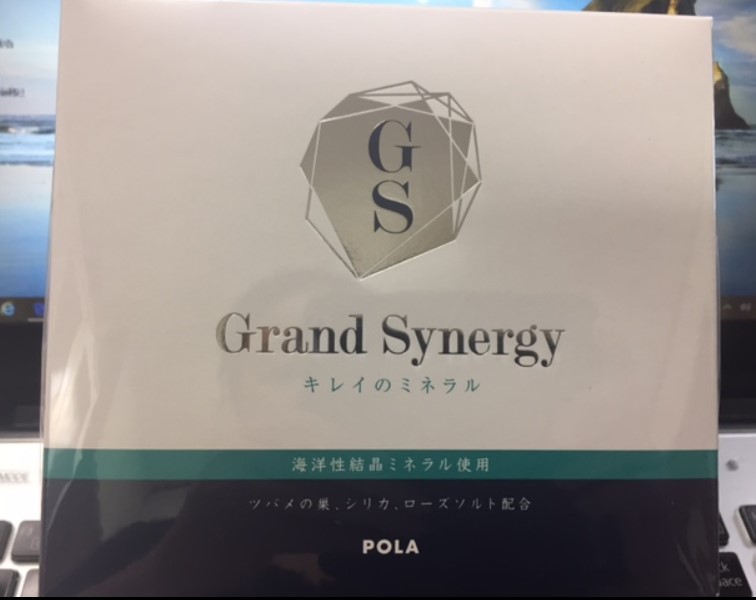 G
S
Grand Synergy
キレイのミネラル
海洋性結晶ミネラル使用
ツバメの巣、シリカ、ローズソルト配合
POLA